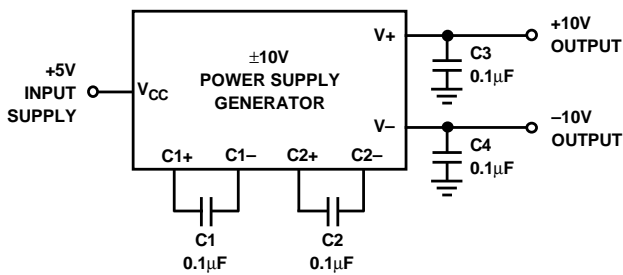 +5V
INPUT
SUPPLY
VCC
±10V
POWER SUPPLY
GENERATOR
V+
C3
0.1μF
+10V
OUTPUT
V–
C4
0.1μF
–10V
OUTPUT
C1+ C1– C2+ C2–
C1
0.1μF
C2
0.1μF